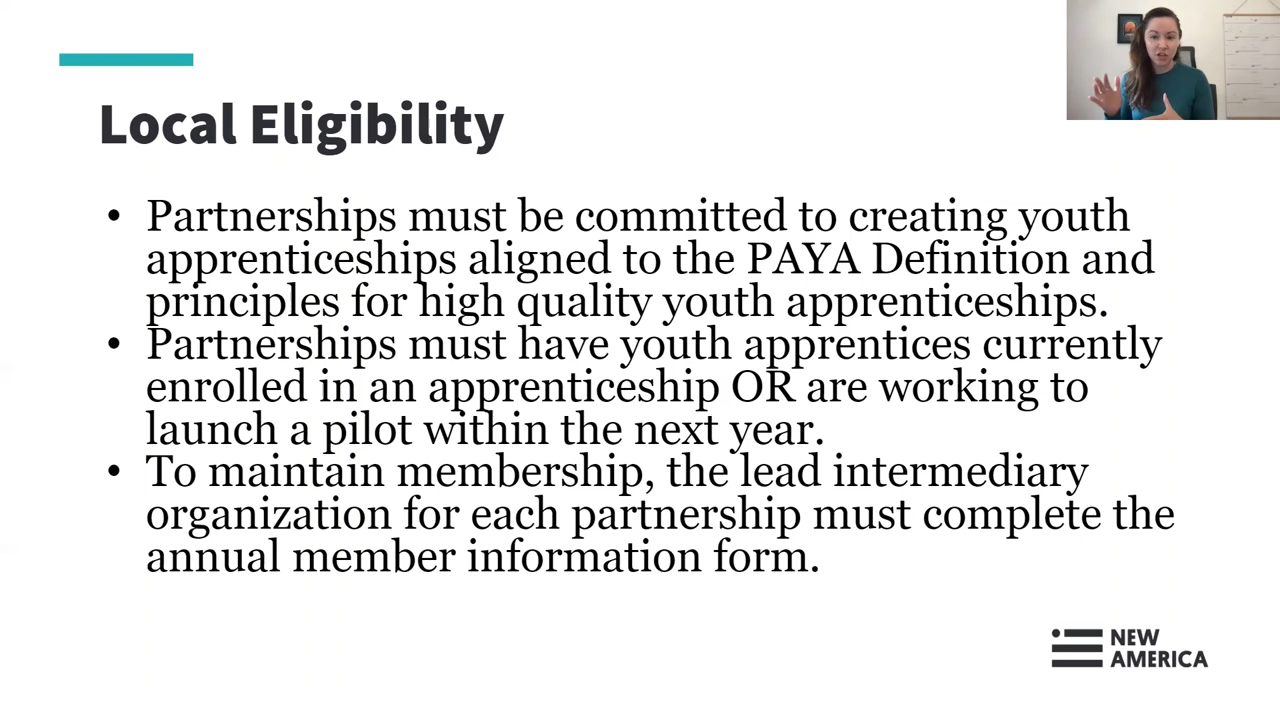 Local Eligibility
• Partnerships must be committed to creating youth
apprenticeships aligned to the PAYA Definition and
principles for high quality youth apprenticeships.
• Partnerships must have youth apprentices currently
enrolled in an apprenticeship OR are working to
launch a pilot within the next year.
• To maintain membership, the lead intermediary
organization for each partnership must complete the
annual member information form.
NEW
AMERICA